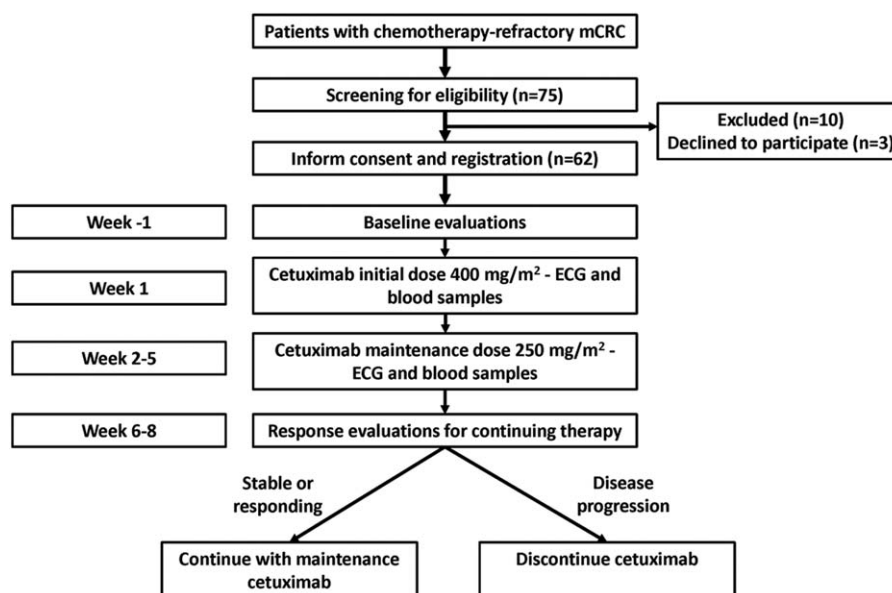 Patients with chemotherapy-refractory mCRC
Screening for eligibility (n=75)
Excluded (n=10)
Declined to participate (n=3)
Inform consent and registration (n=62)
Week -1
Baseline evaluations
Week 1
Cetuximab initial dose 400 mg/m² - ECG and
blood samples
Week 2-5
Cetuximab maintenance dose 250 mg/m² -
ECG and blood samples
Week 6-8
Response evaluations for continuing therapy
Stable or
responding
Disease
progression
Continue with maintenance
cetuximab
Discontinue cetuximab